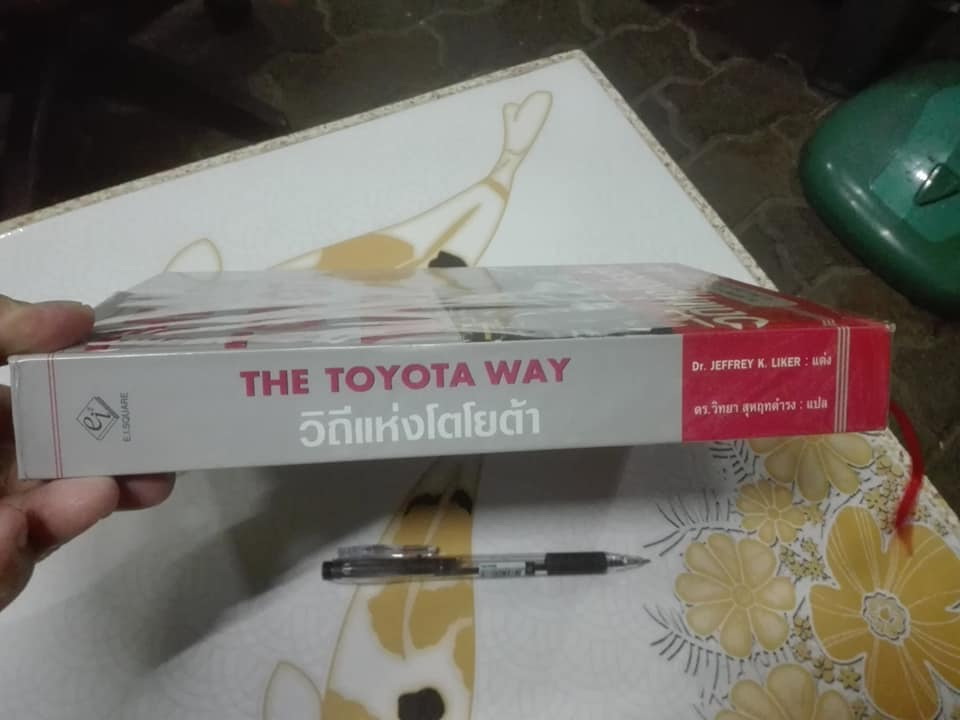 THE TOYOTA WAY
วิถีแห่งโตโยต้า
Dr. JEFFREY K. LIKER : แต่ง
ดร.วิทยา สุหฤทดำรง : แปล
ei
E.I.SQUARE